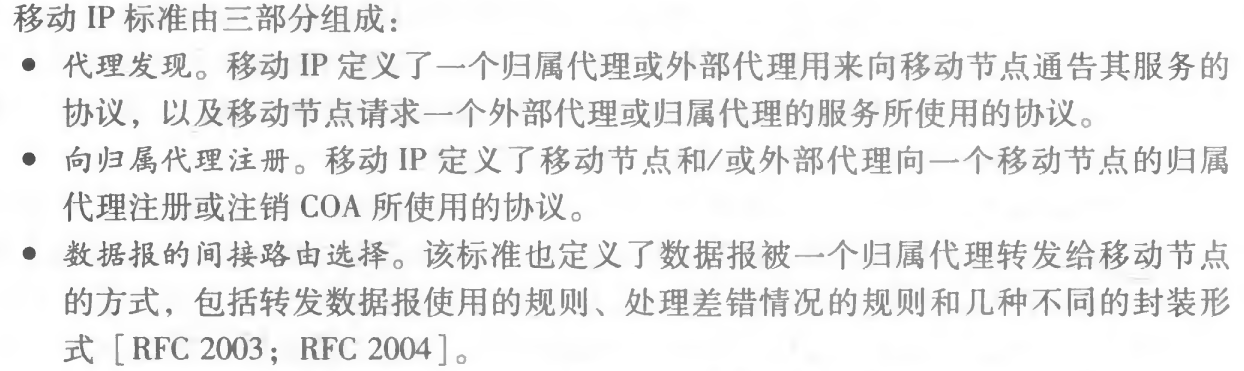 移动 IP 标准由三部分组成：
● 代理发现。移动 IP 定义了一个归属代理或外部代理用来向移动节点通告其服务的
协议，以及移动节点请求一个外部代理或归属代理的服务所使用的协议。
● 向归属代理注册。移动 IP 定义了移动节点和/或外部代理向一个移动节点的归属
代理注册或注销 COA 所使用的协议。
● 数据报的间接路由选择。该标准也定义了数据报被一个归属代理转发给移动节点
的方式，包括转发数据报使用的规则、处理差错情况的规则和几种不同的封装形
式［RFC 2003；RFC 2004］。